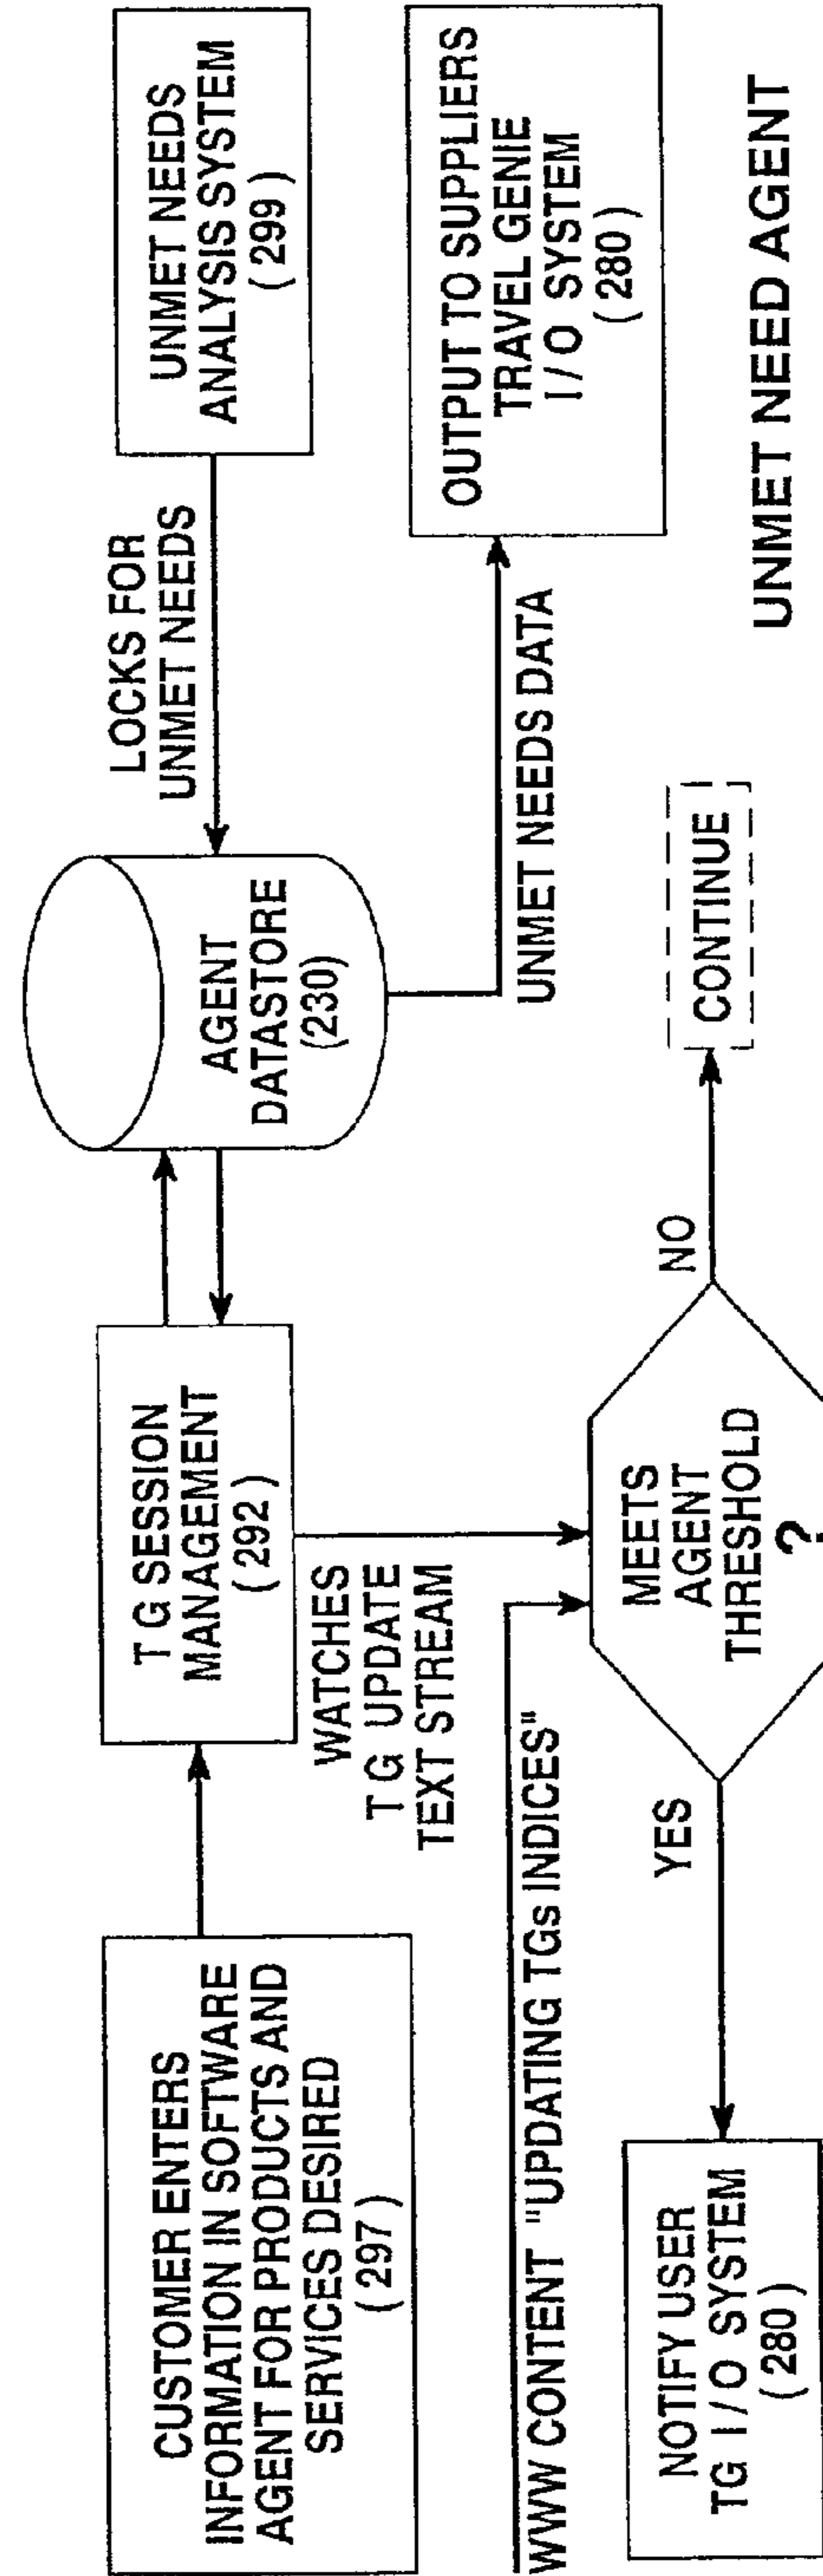 CUSTOMER ENTERS
INFORMATION IN SOFTWARE
AGENT FOR PRODUCTS AND
SERVICES DESIRED
(297)
T G SESSION
MANAGEMENT
(292)
AGENT
DATASTORE
(230)
LOCKS FOR
UNMET NEEDS
UNMET NEEDS
ANALYSIS SYSTEM
(299)
WATCHES
T G UPDATE
TEXT STREAM
UNMET NEEDS DATA
OUTPUT TO SUPPLIERS
TRAVEL GENIE
I/O SYSTEM
(280)
WWW CONTENT "UPDATING TGs INDICES"
MEETS
AGENT
THRESHOLD
?
YES
NO
NOTIFY USER
TG I/O SYSTEM
(280)
CONTINUE
UNMET NEED AGENT